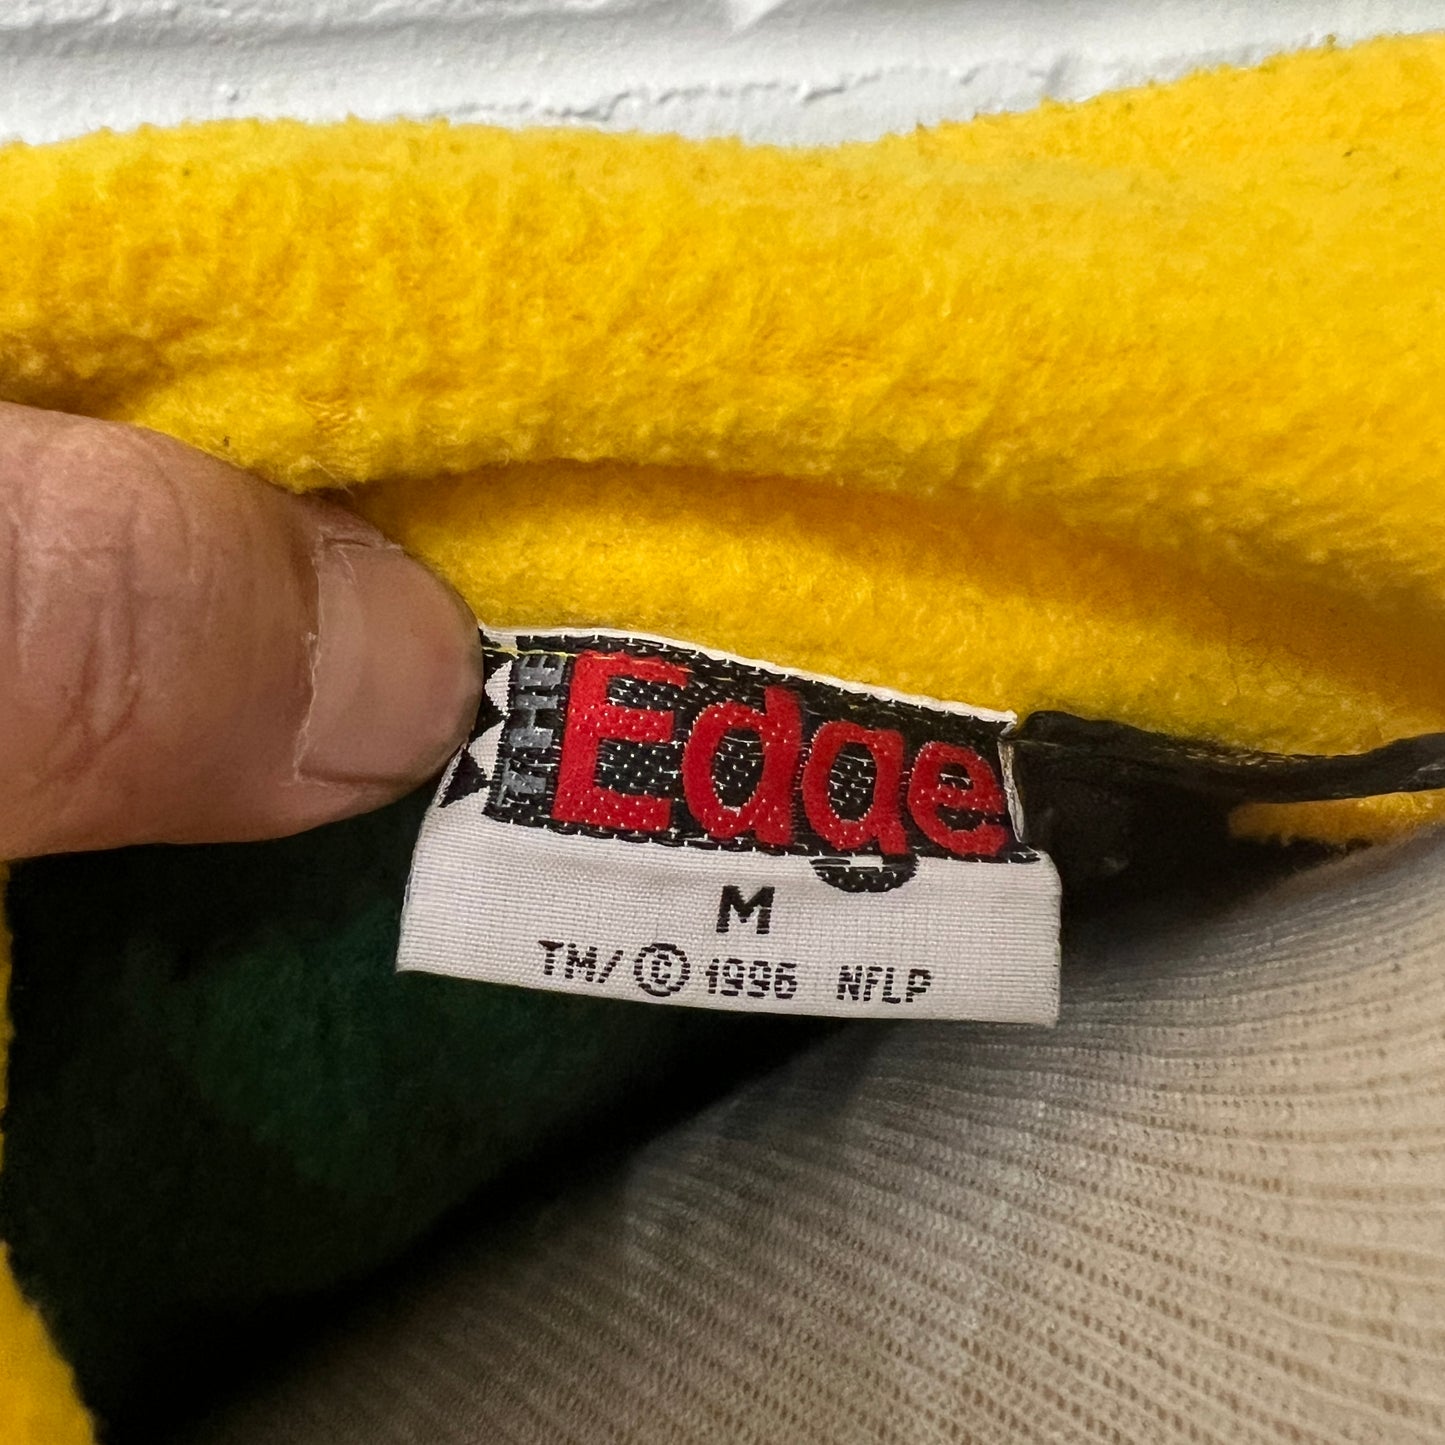 THE Edge
M
TM/© 1996 NFLP